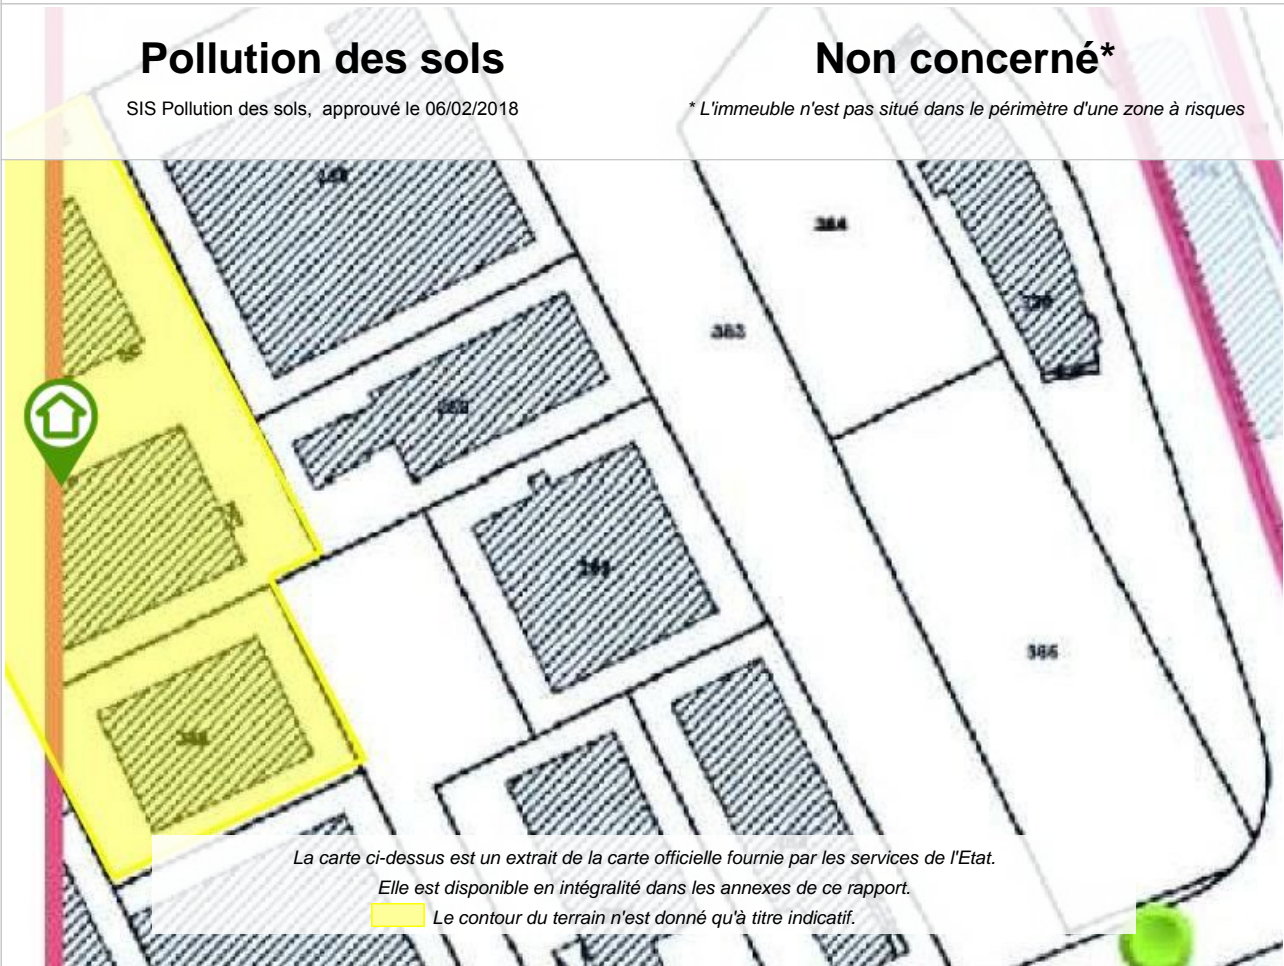 Pollution des sols
Non concerné*
SIS Pollution des sols, approuvé le 06/02/2018
* L'immeuble n'est pas situé dans le périmètre d'une zone à risques
384
383
La carte ci-dessus est un extrait de la carte officielle fournie par les services de l'Etat.
Elle est disponible en intégralité dans les annexes de ce rapport.
Le contour du terrain n'est donné qu'à titre indicatif.